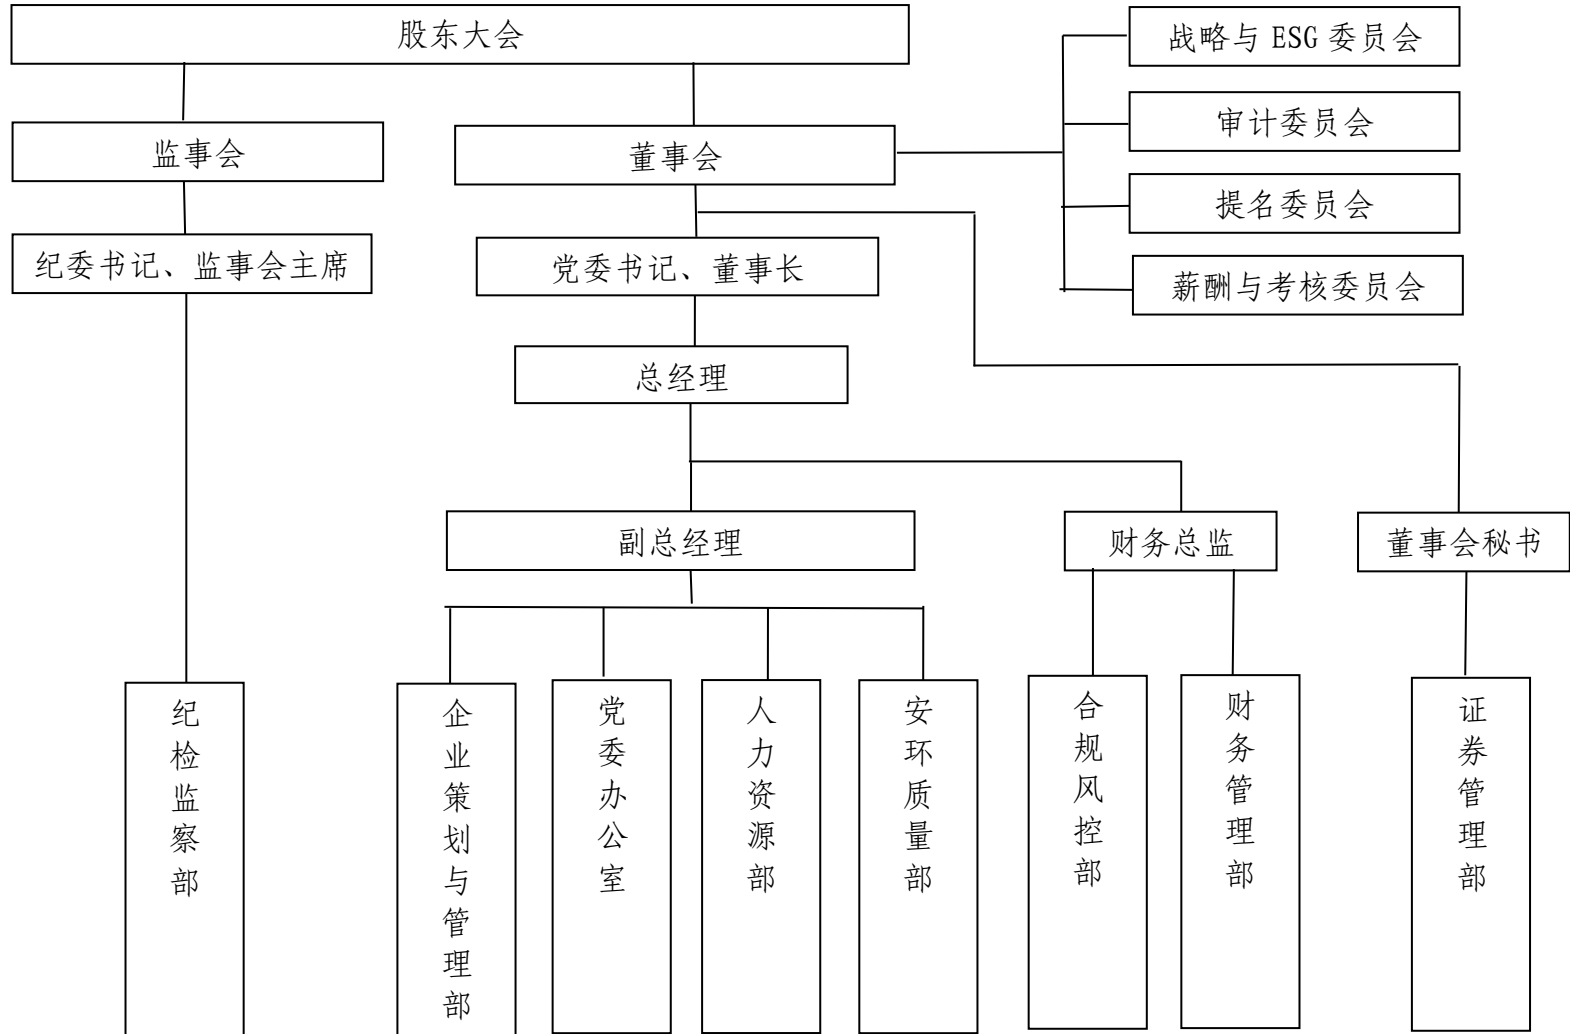 股东大会
战略与 ESG 委员会
审计委员会
监事会
董事会
提名委员会
纪委书记、监事会主席
党委书记、董事长
薪酬与考核委员会
总经理
副总经理
财务总监
董事会秘书
纪检监察部
企业策划与管理部
党委办公室
人力资源部
安环质量部
合规风控部
财务管理部
证券管理部